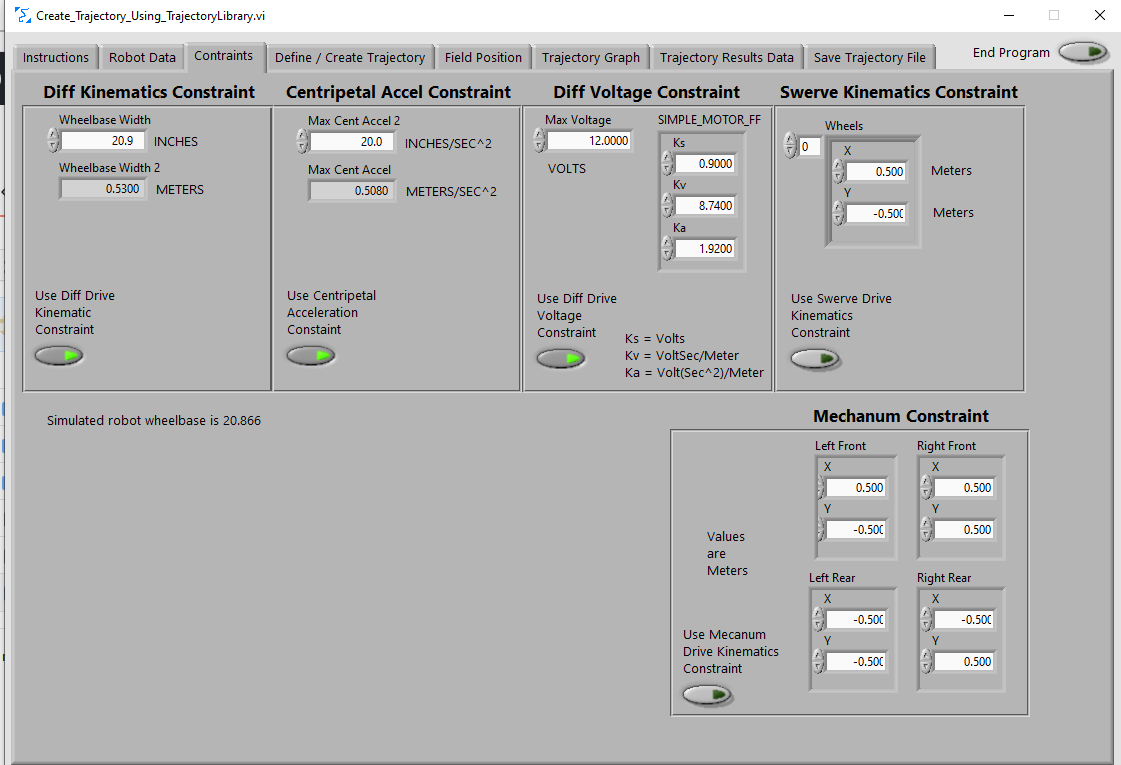 Create_Trajectory_Using_TrajectoryLibrary.vi
Instructions
Robot Data
Contraints
Define / Create Trajectory
Field Position
Trajectory Graph
Trajectory Results Data
Save Trajectory File
End Program
Diff Kinematics Constraint
Wheelbase Width
20.9
INCHES
Wheelbase Width 2
0.5300
METERS
Use Diff Drive
Kinematic
Constraint
Centripetal Accel Constraint
Max Cent Accel 2
20.0
INCHES/SEC^2
Max Cent Accel
0.5080
METERS/SEC^2
Use Centripetal
Acceleration
Constaint
Diff Voltage Constraint
Max Voltage
12.0000
VOLTS
SIMPLE_MOTOR_FF
Ks
0.9000
Kv
8.7400
Ka
1.9200
Use Diff Drive
Voltage
Constraint
Ks = Volts
Kv = VoltSec/Meter
Ka = Volt(Sec^2)/Meter
Swerve Kinematics Constraint
Wheels
0
X
0.500
Meters
Y
-0.500
Meters
Use Swerve Drive
Kinematics
Constraint
Simulated robot wheelbase is 20.866
Mechanum Constraint
Left Front
X
0.500
Y
-0.500
Right Front
X
0.500
Y
0.500
Values
are
Meters
Left Rear
X
-0.500
Y
-0.500
Right Rear
X
-0.500
Y
0.500
Use Mecanum
Drive Kinematics
Constraint